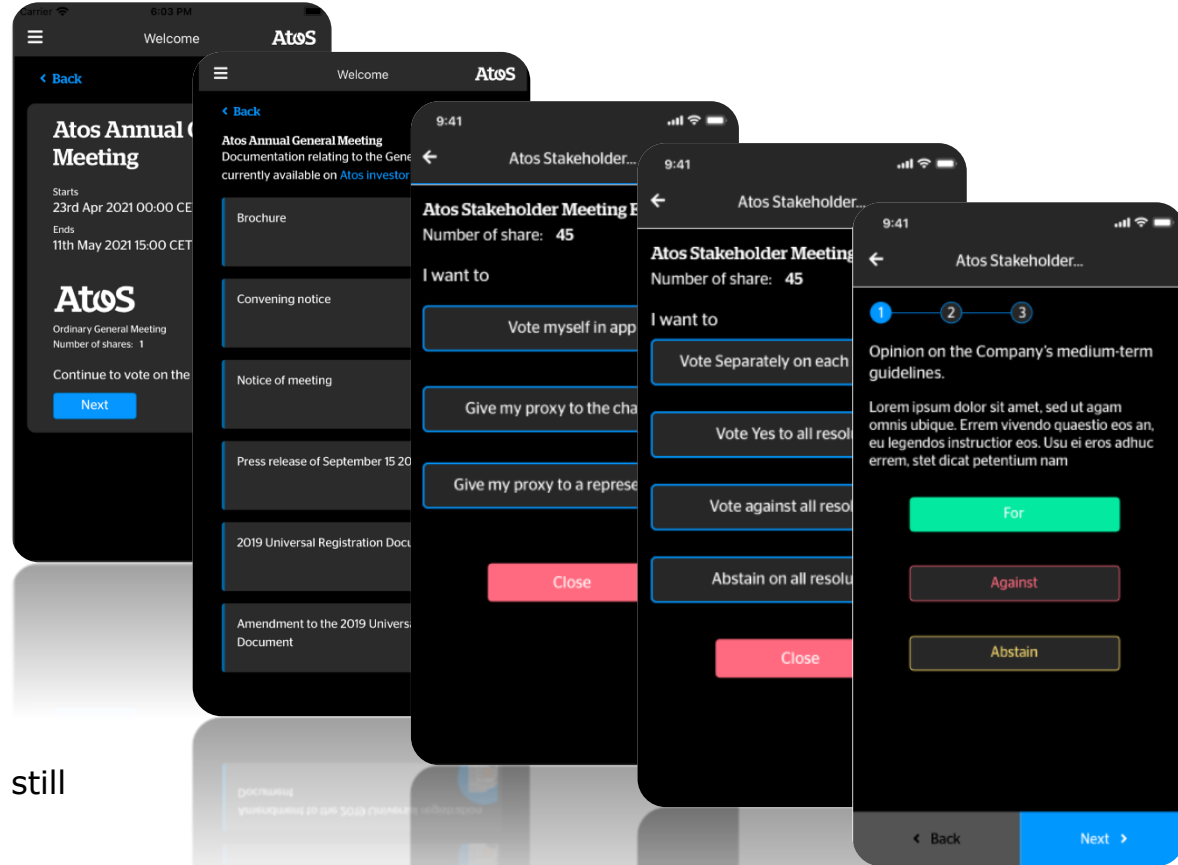 Carrier 6:03 PM
Welcome
Atos
Back
Atos Annual
Meeting
Starts
23rd Apr 2021 00:00 CE
Ends
11th May 2021 15:00 CET
Atos
Ordinary General Meeting
Number of shares: 1
Continue to vote on the
Next
Welcome
Atos
Back
Atos Annual General Meeting
Documentation relating to the Gene
currently available on Atos investor
Brochure
Convening notice
Notice of meeting
Press release of September 15 20
2019 Universal Registration Docu
Amendment to the 2019 Universa
Document
9:41
Atos Stakeholder...
Atos Stakeholder Meeting E
Number of share: 45
I want to
Vote myself in app
Give my proxy to the cha
Give my proxy to a represe
Close
9:41
Atos Stakeholder...
Atos Stakeholder Meeting
Number of share: 45
I want to
Vote Separately on each
Vote Yes to all resolu
Vote against all resol
Abstain on all resolu
Close
9:41
Atos Stakeholder...
1 2 3
Opinion on the Company's medium-term
guidelines.
Lorem ipsum dolor sit amet, sed ut agam
omnis ubique. Errem vivendo quaestio eos an,
eu legendos instructior eos. Usu ei eros adhuc
errem, stet dicat petentium nam
For
Against
Abstain
Back
Next
still